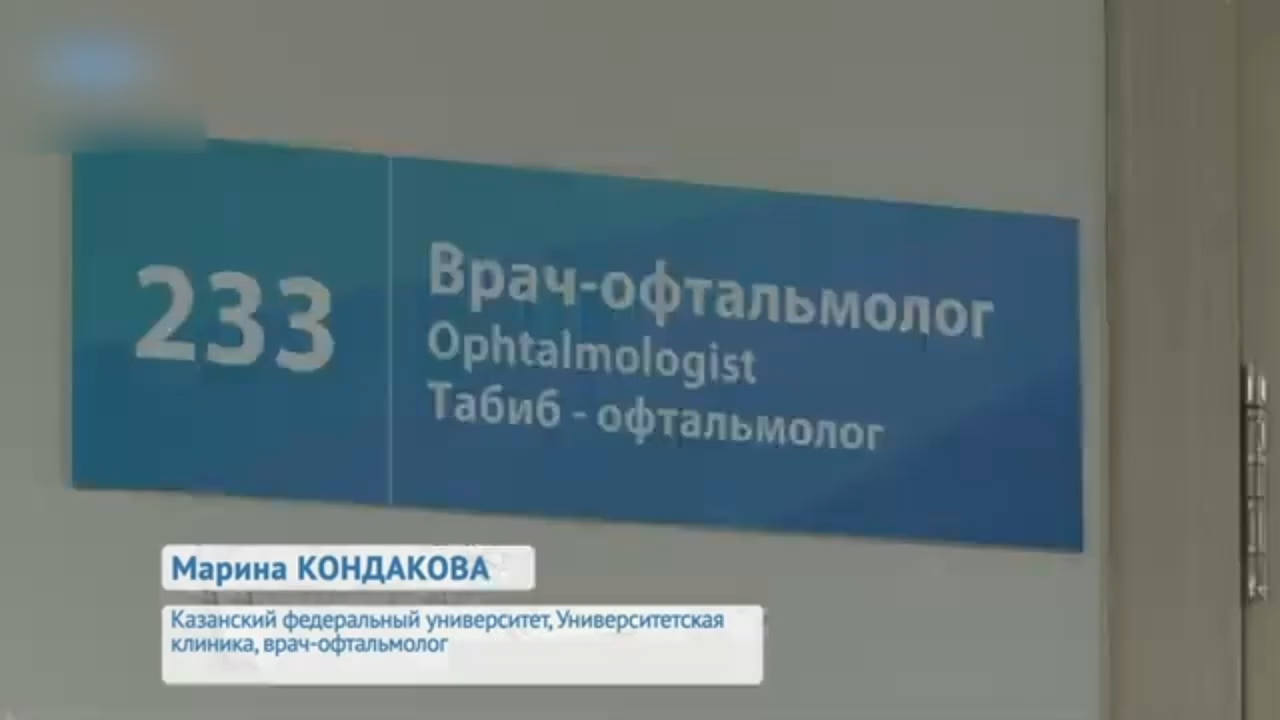 233
Врач-офтальмолог
Ophtalmologist
Табиб - офтальмолог
Марина КОНДАКОВА
Казанский федеральный университет, Университетская
клиника, врач-офтальмолог